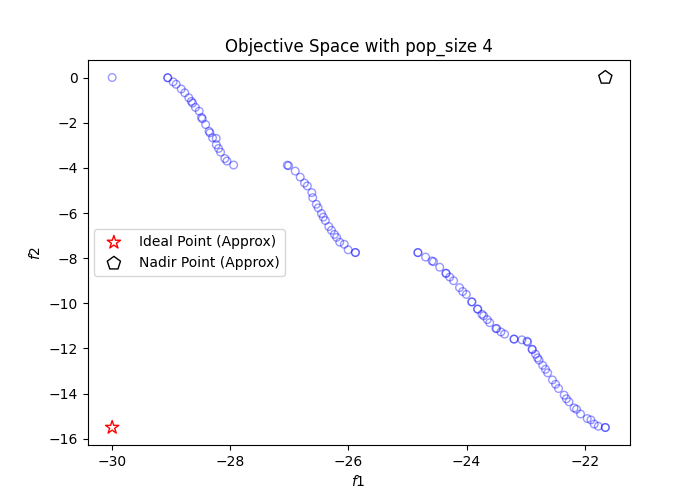 Objective Space with pop_size 4
f2
0
−2
−4
−6
−8
−10
−12
−14
−16
Ideal Point (Approx)
Nadir Point (Approx)
−30
−28
−26
−24
−22
f1